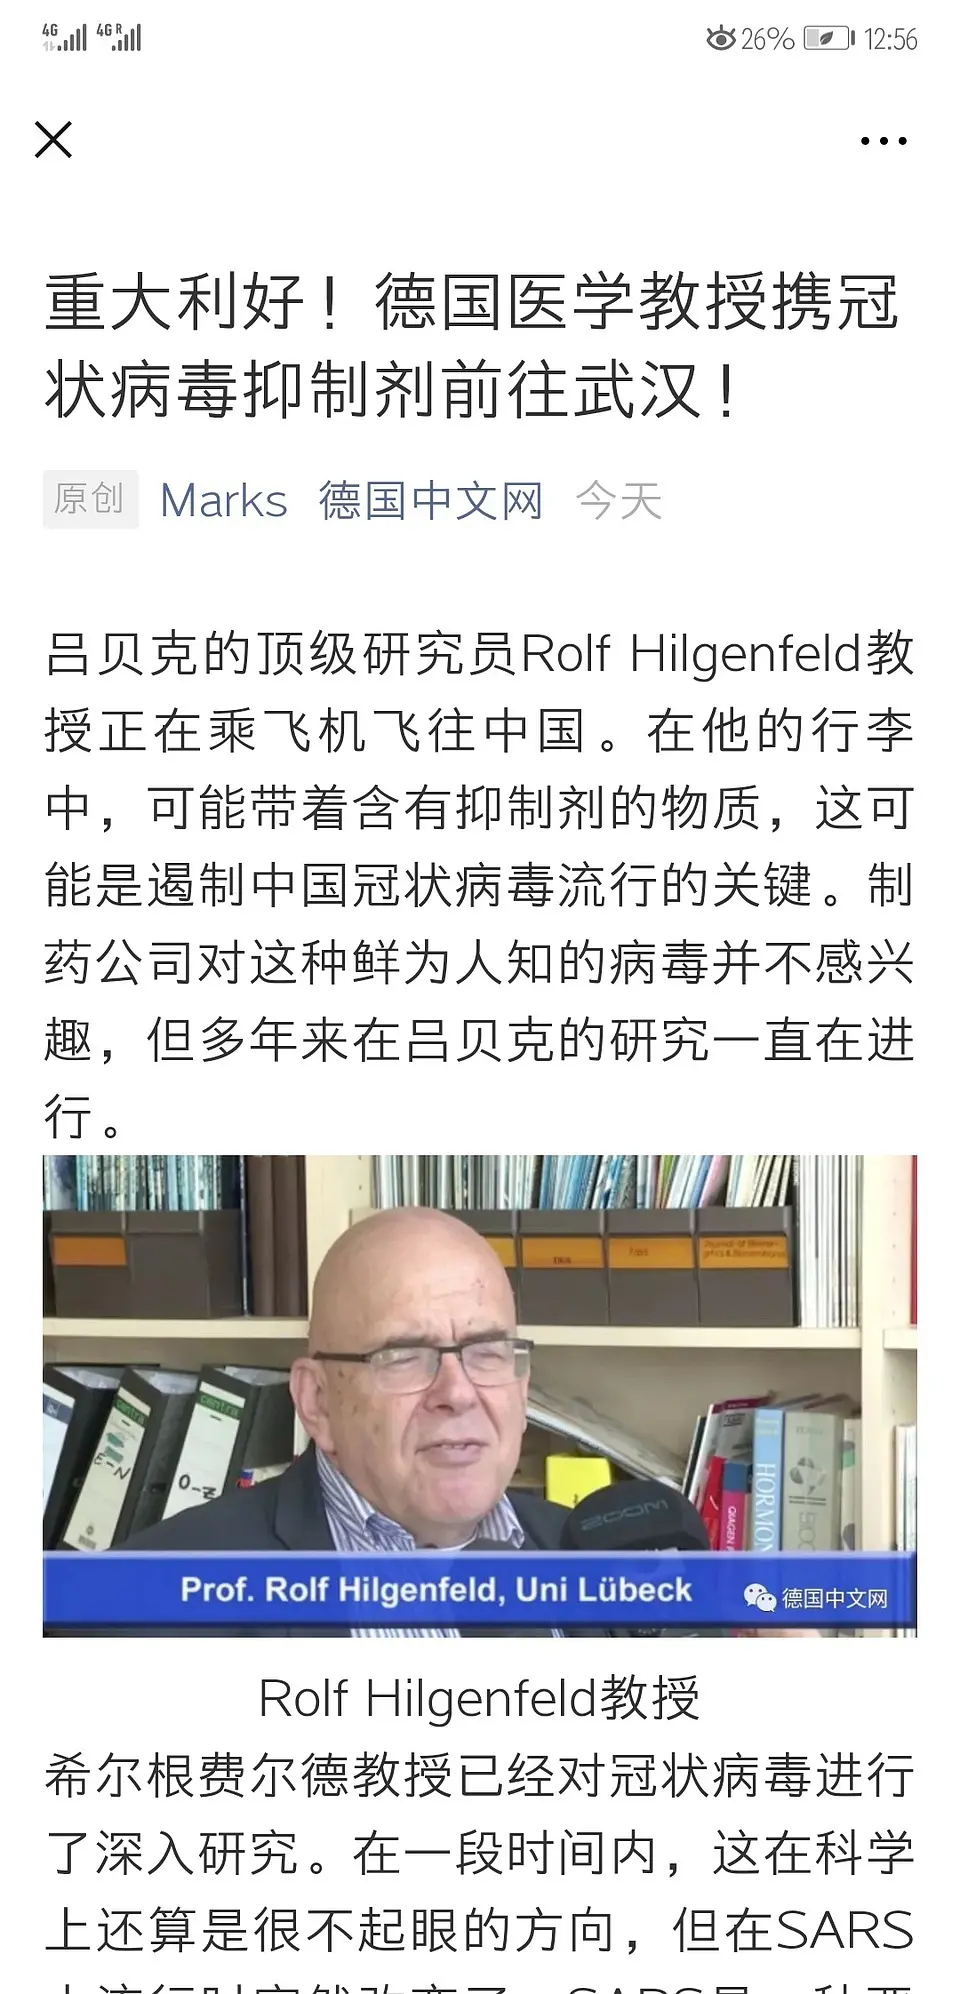 4G 4G R 26% 12:56
重大利好！德国医学教授携冠
状病毒抑制剂前往武汉！
原创 Marks 德国中文网 今天
吕贝克的顶级研究员Rolf Hilgenfeld教
授正在乘飞机飞往中国。在他的行李
中，可能带着含有抑制剂的物质，这可
能是遏制中国冠状病毒流行的关键。制
药公司对这种鲜为人知的病毒并不感兴
趣，但多年来在吕贝克的研究一直在进
行。
centra
centra
E-N
O-Z
ZOOM
HORMON
Prof. Rolf Hilgenfeld, Uni Lübeck
德国中文网
Rolf Hilgenfeld教授
希尔根费尔德教授已经对冠状病毒进行
了深入研究。在一段时间内，这在科学
上还算是很不起眼的方向，但在SARS